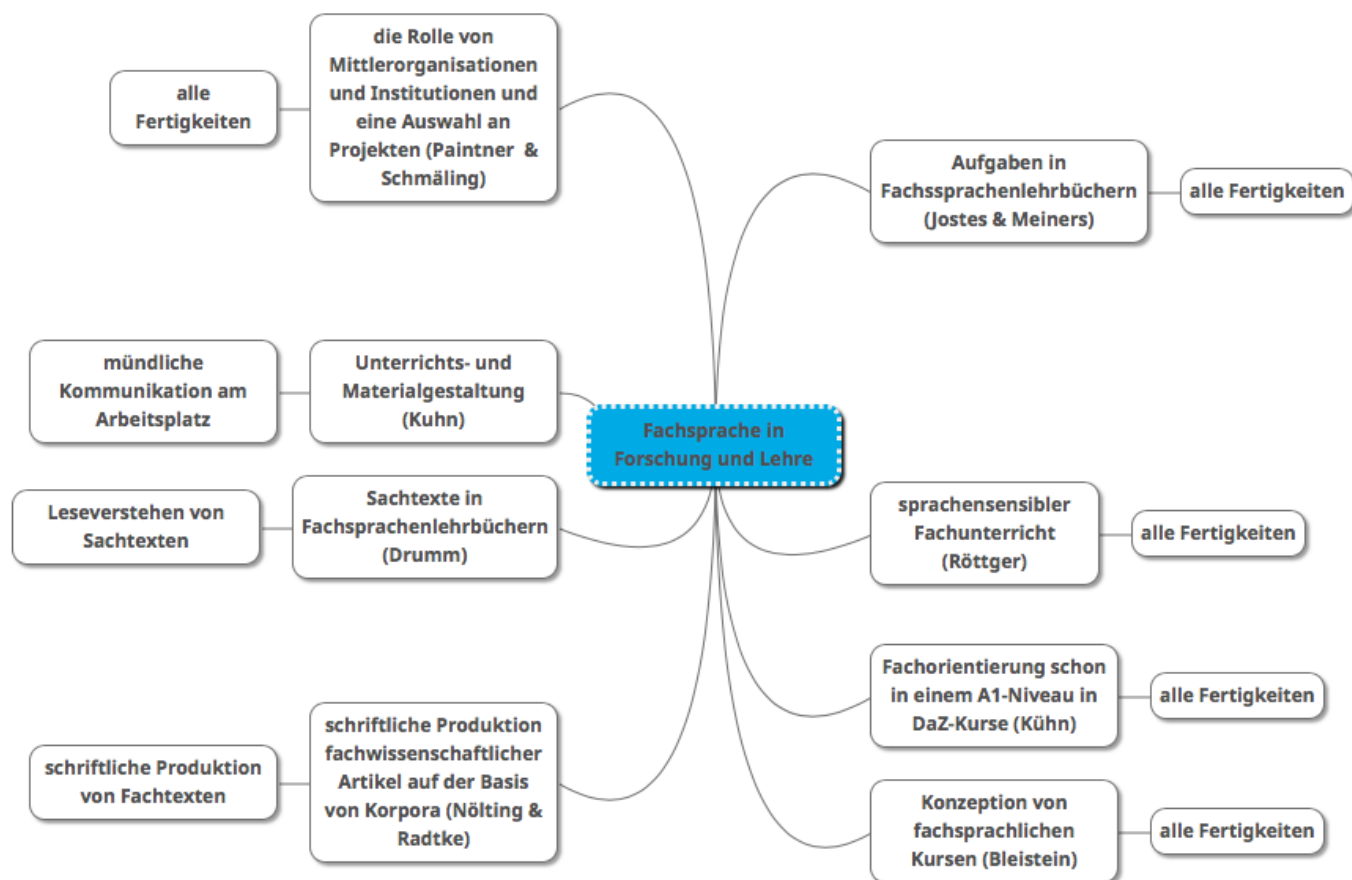 die Rolle von
Mittlerorganisationen
und Institutionen und
eine Auswahl an
Projekten (Paintner &
Schmäling)
alle
Fertigkeiten
Aufgaben in
Fachssprachenlehrbüchern
(Jostes & Meiners)
alle Fertigkeiten
mündliche
Kommunikation am
Arbeitsplatz
Unterrichts- und
Materialgestaltung
(Kuhn)
Fachsprache in
Forschung und Lehre
Leseverstehen von
Sachtexten
Sachtexte in
Fachsprachenlehrbüchern
(Drumm)
sprachensensibler
Fachunterricht
(Röttger)
alle Fertigkeiten
Fachorientierung schon
in einem A1-Niveau in
DaZ-Kurse (Kühn)
alle Fertigkeiten
schriftliche Produktion
von Fachtexten
schriftliche Produktion
fachwissenschaftlicher
Artikel auf der Basis
von Korpora (Nölting &
Radtke)
Konzeption von
fachsprachlichen
Kursen (Bleistein)
alle Fertigkeiten